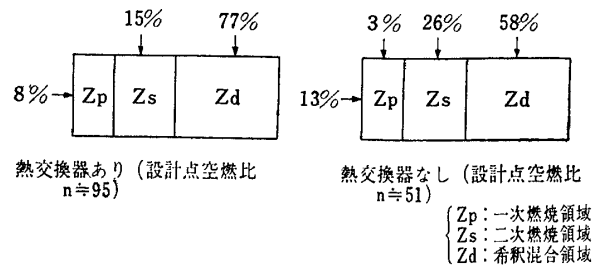 15%
77%
8%
Zp
Zs
Zd
熱交換器あり（設計点空燃比
n≒95）
3%
26%
58%
13%
Zp
Zs
Zd
熱交換器なし（設計点空燃比
n≒51）
Zp：一次燃焼領域
Zs：二次燃焼領域
Zd：希釈混合領域